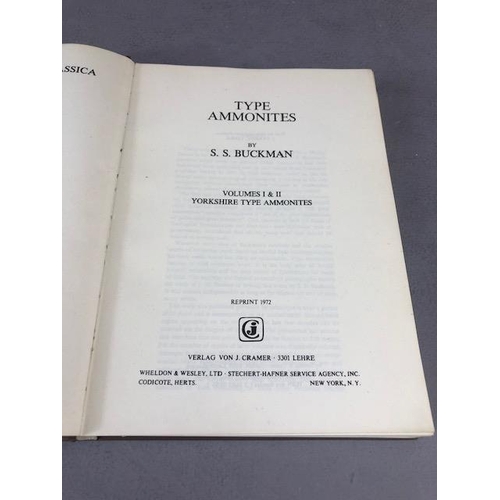 ASSICA
TYPE
AMMONITES
BY
S. S. BUCKMAN
VOLUMES I & II
YORKSHIRE TYPE AMMONITES
REPRINT 1972
VERLAG VON J. CRAMER · 3301 LEHRE
WHELDON & WESLEY, LTD · STECHERT-HAFNER SERVICE AGENCY, INC.
CODICOTE, HERTS. NEW YORK, N. Y.